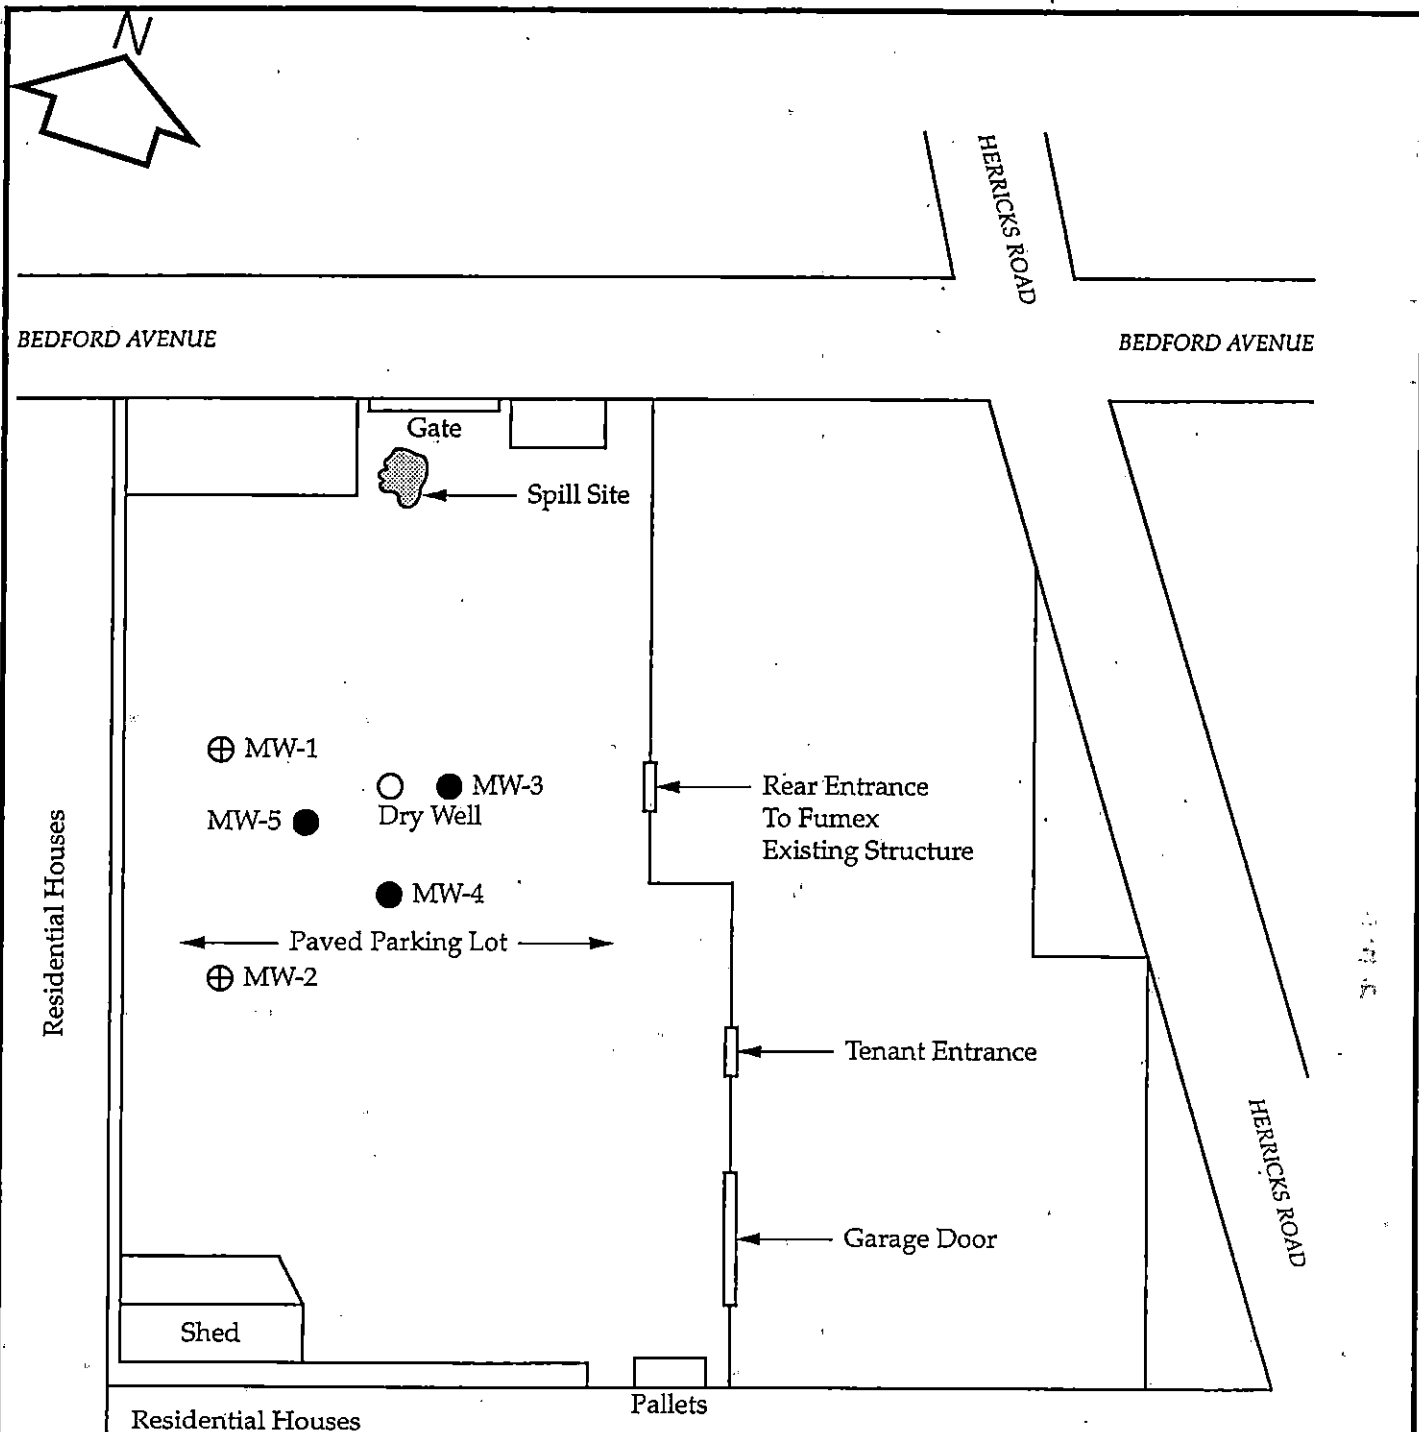 N
HERRICKS ROAD
BEDFORD AVENUE
BEDFORD AVENUE
Gate
Spill Site
MW-1
MW-3
Dry Well
MW-5
Rear Entrance
To Fumex
Existing Structure
MW-4
Paved Parking Lot
MW-2
Residential Houses
Tenant Entrance
HERRICKS ROAD
Garage Door
Shed
Pallets
Residential Houses